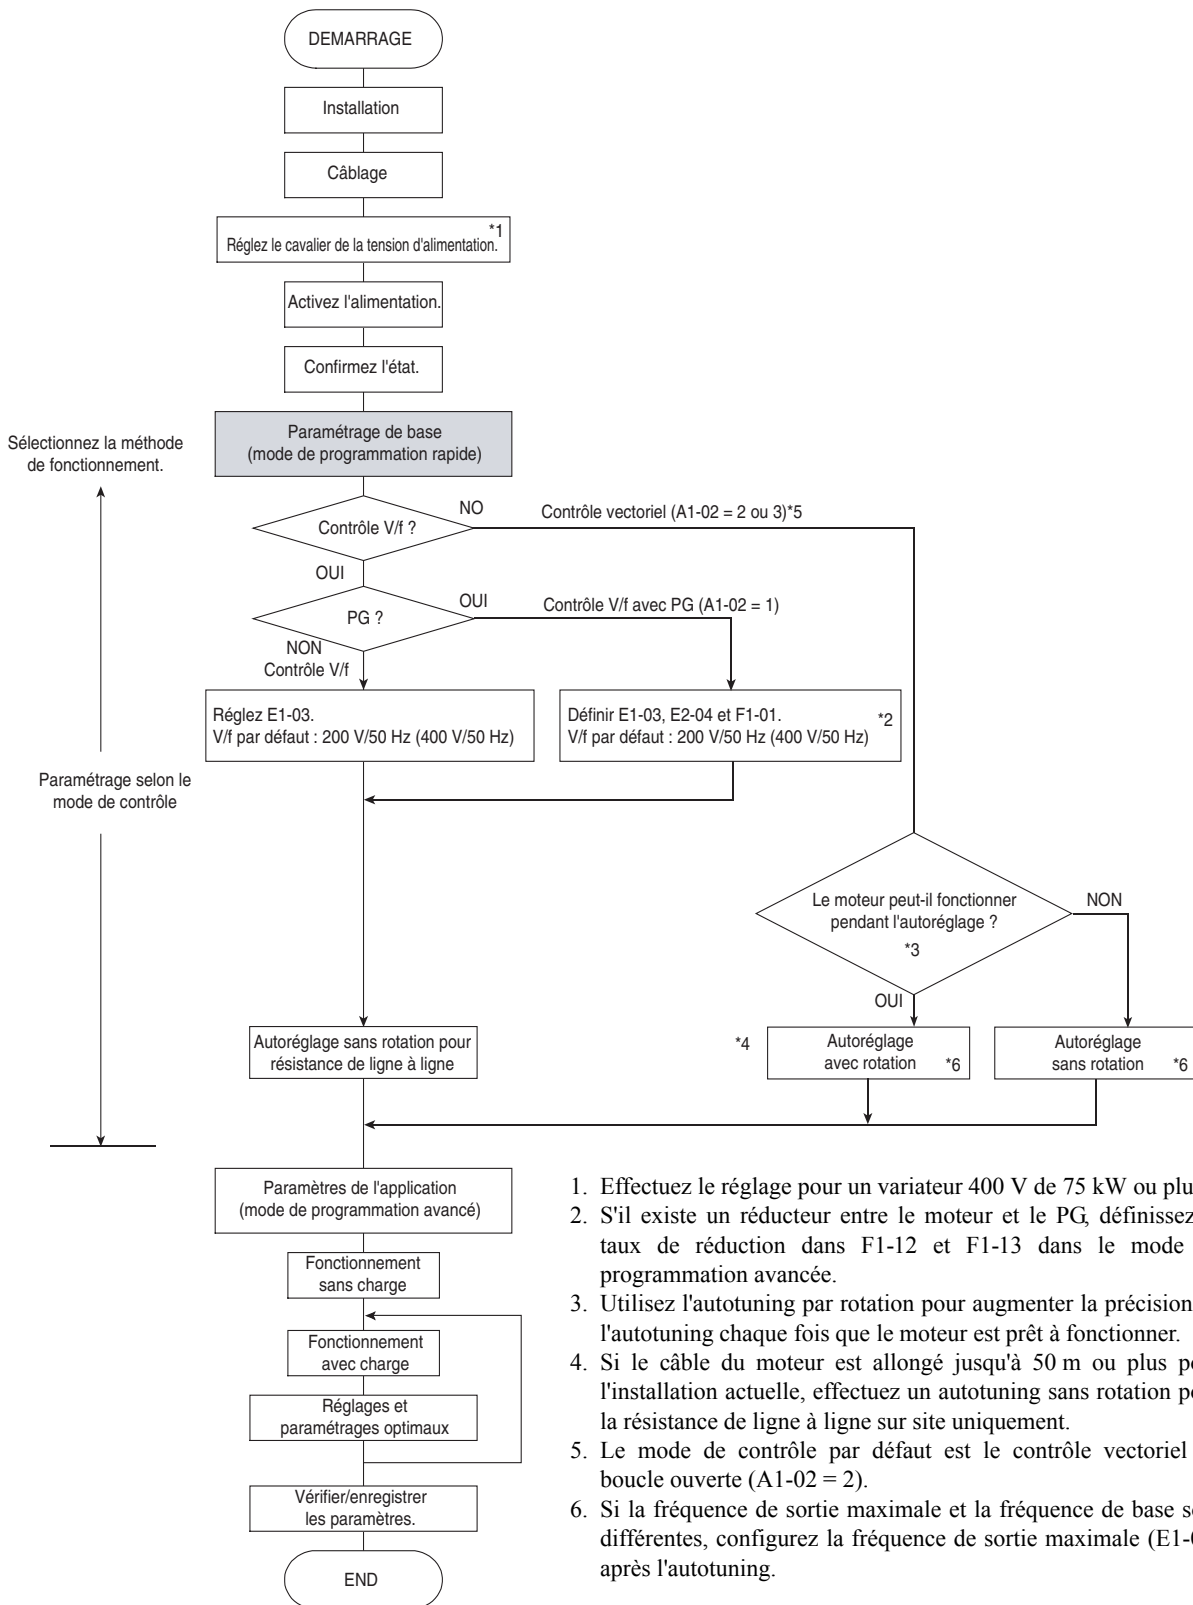 DEMARRAGE
Installation
Câblage
*1
Réglez le cavalier de la tension d'alimentation.
Activez l'alimentation.
Confirmez l'état.
Paramétrage de base
(mode de programmation rapide)
Sélectionnez la méthode
de fonctionnement.
Contrôle V/f ?
NO
Contrôle vectoriel (A1-02 = 2 ou 3)*5
OUI
PG ?
OUI
Contrôle V/f avec PG (A1-02 = 1)
NON
Contrôle V/f
Réglez E1-03.
V/f par défaut : 200 V/50 Hz (400 V/50 Hz)
Définir E1-03, E2-04 et F1-01.
*2
V/f par défaut : 200 V/50 Hz (400 V/50 Hz)
Paramétrage selon le
mode de contrôle
Le moteur peut-il fonctionner
pendant l'autoréglage ?
*3
NON
OUI
Autoréglage sans rotation pour
résistance de ligne à ligne
*4
Autoréglage
avec rotation *6
Autoréglage
sans rotation *6
Paramètres de l'application
(mode de programmation avancé)
Fonctionnement
sans charge
Fonctionnement
avec charge
Réglages et
paramétrages optimaux
Vérifier/enregistrer
les paramètres.
END
1. Effectuez le réglage pour un variateur 400 V de 75 kW ou plu
2. S'il existe un réducteur entre le moteur et le PG, définissez
taux de réduction dans F1-12 et F1-13 dans le mode
programmation avancée.
3. Utilisez l'autotuning par rotation pour augmenter la précision
l'autotuning chaque fois que le moteur est prêt à fonctionner.
4. Si le câble du moteur est allongé jusqu'à 50 m ou plus po
l'installation actuelle, effectuez un autotuning sans rotation po
la résistance de ligne à ligne sur site uniquement.
5. Le mode de contrôle par défaut est le contrôle vectoriel
boucle ouverte (A1-02 = 2).
6. Si la fréquence de sortie maximale et la fréquence de base so
différentes, configurez la fréquence de sortie maximale (E1-0
après l'autotuning.